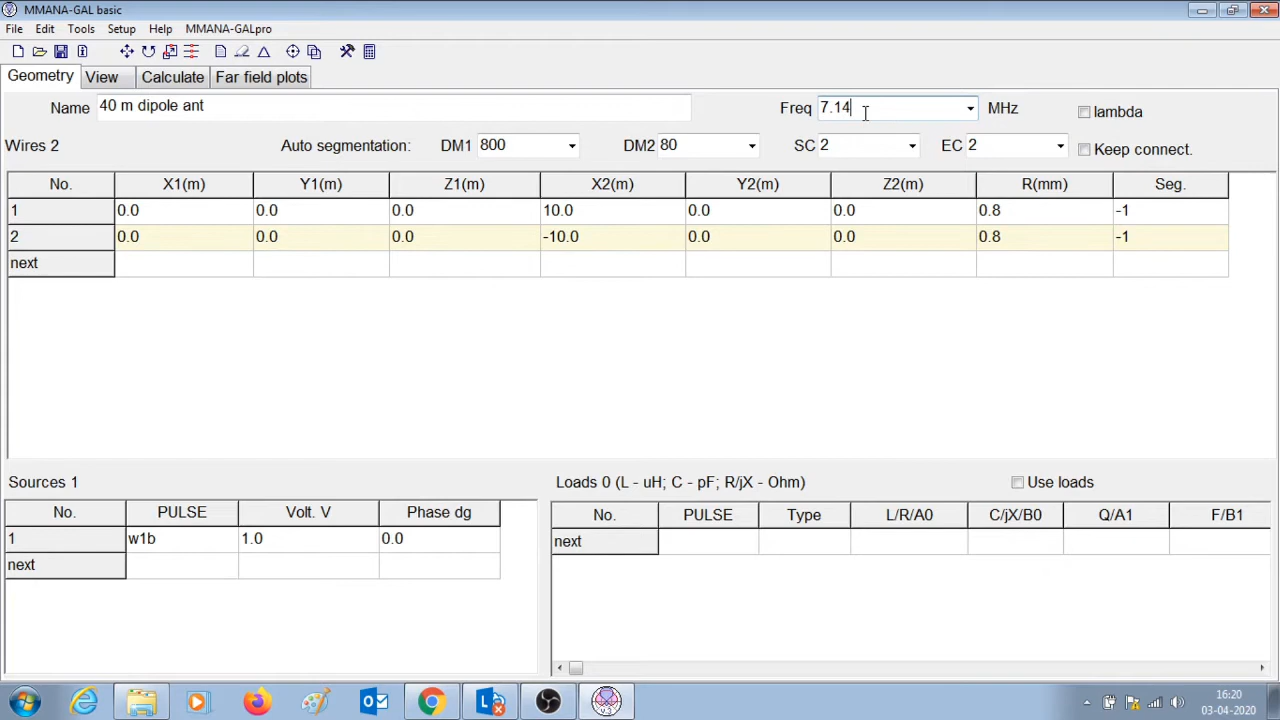 MMANA-GAL basic
File Edit Tools Setup Help MMANA-GALpro
Geometry View Calculate Far field plots
Name 40 m dipole ant Freq 7.14 MHz lambda
Wires 2 Auto segmentation: DM1 800 DM2 80 SC 2 EC 2 Keep connect.
No. X1(m) Y1(m) Z1(m) X2(m) Y2(m) Z2(m) R(mm) Seg.
1 0.0 0.0 0.0 10.0 0.0 0.0 0.8 -1
2 0.0 0.0 0.0 -10.0 0.0 0.0 0.8 -1
next
Sources 1 Loads 0 (L - uH; C - pF; R/jX - Ohm) Use loads
No. PULSE Volt. V Phase dg No. PULSE Type L/R/A0 C/jX/B0 Q/A1 F/B1
1 w1b 1.0 0.0 next
next
16:20
03-04-2020